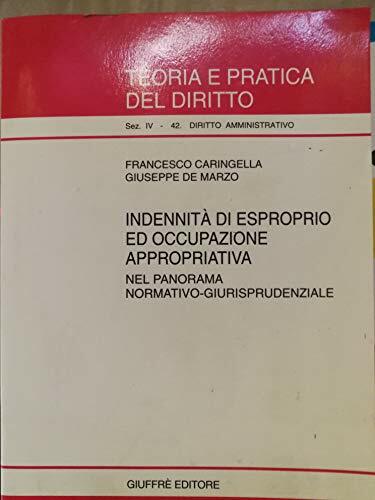 TEORIA E PRATICA
DEL DIRITTO
Sez. IV - 42. DIRITTO AMMINISTRATIVO
FRANCESCO CARINGELLA
GIUSEPPE DE MARZO
INDENNITÀ DI ESPROPRIO
ED OCCUPAZIONE
APPROPRIATIVA
NEL PANORAMA
NORMATIVO-GIURISPRUDENZIALE
GIUFFRÈ EDITORE